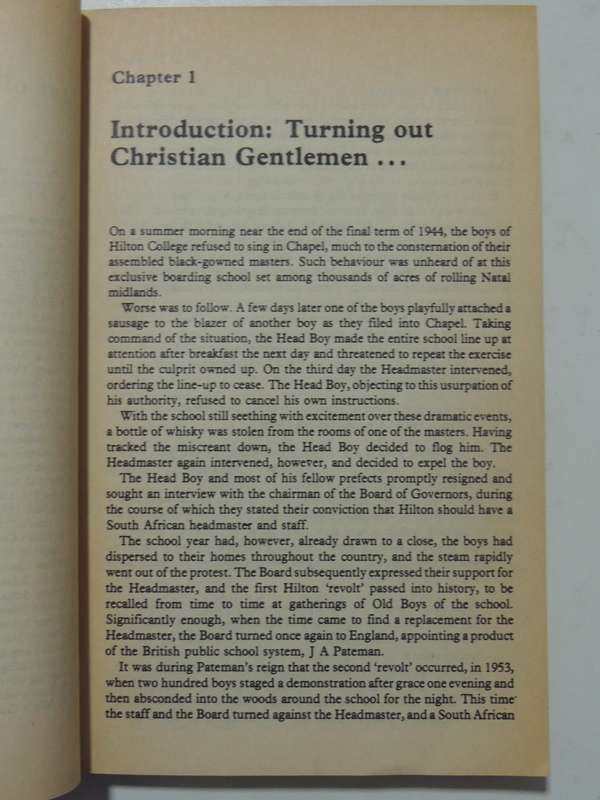 Chapter 1
Introduction: Turning out
Christian Gentlemen ...
On a summer morning near the end of the final term of 1944, the boys of
Hilton College refused to sing in Chapel, much to the consternation of their
assembled black-gowned masters. Such behaviour was unheard of at this
exclusive boarding school set among thousands of acres of rolling Natal
midlands.
Worse was to follow. A few days later one of the boys playfully attached a
sausage to the blazer of another boy as they filed into Chapel. Taking
command of the situation, the Head Boy made the entire school line up at
attention after breakfast the next day and threatened to repeat the exercise
until the culprit owned up. On the third day the Headmaster intervened,
ordering the line-up to cease. The Head Boy, objecting to this usurpation of
his authority, refused to cancel his own instructions.
With the school still seething with excitement over these dramatic events,
a bottle of whisky was stolen from the rooms of one of the masters. Having
tracked the miscreant down, the Head Boy decided to flog him. The
Headmaster again intervened, however, and decided to expel the boy.
The Head Boy and most of his fellow prefects promptly resigned and
sought an interview with the chairman of the Board of Governors, during
the course of which they stated their conviction that Hilton should have a
South African headmaster and staff.
The school year had, however, already drawn to a close, the boys had
dispersed to their homes throughout the country, and the steam rapidly
went out of the protest. The Board subsequently expressed their support for
the Headmaster, and the first Hilton 'revolt' passed into history, to be
recalled from time to time at gatherings of Old Boys of the school.
Significantly enough, when the time came to find a replacement for the
Headmaster, the Board turned once again to England, appointing a product
of the British public school system, J A Pateman.
It was during Pateman's reign that the second 'revolt' occurred, in 1953,
when two hundred boys staged a demonstration after grace one evening and
then absconded into the woods around the school for the night. This time
the staff and the Board turned against the Headmaster, and a South African